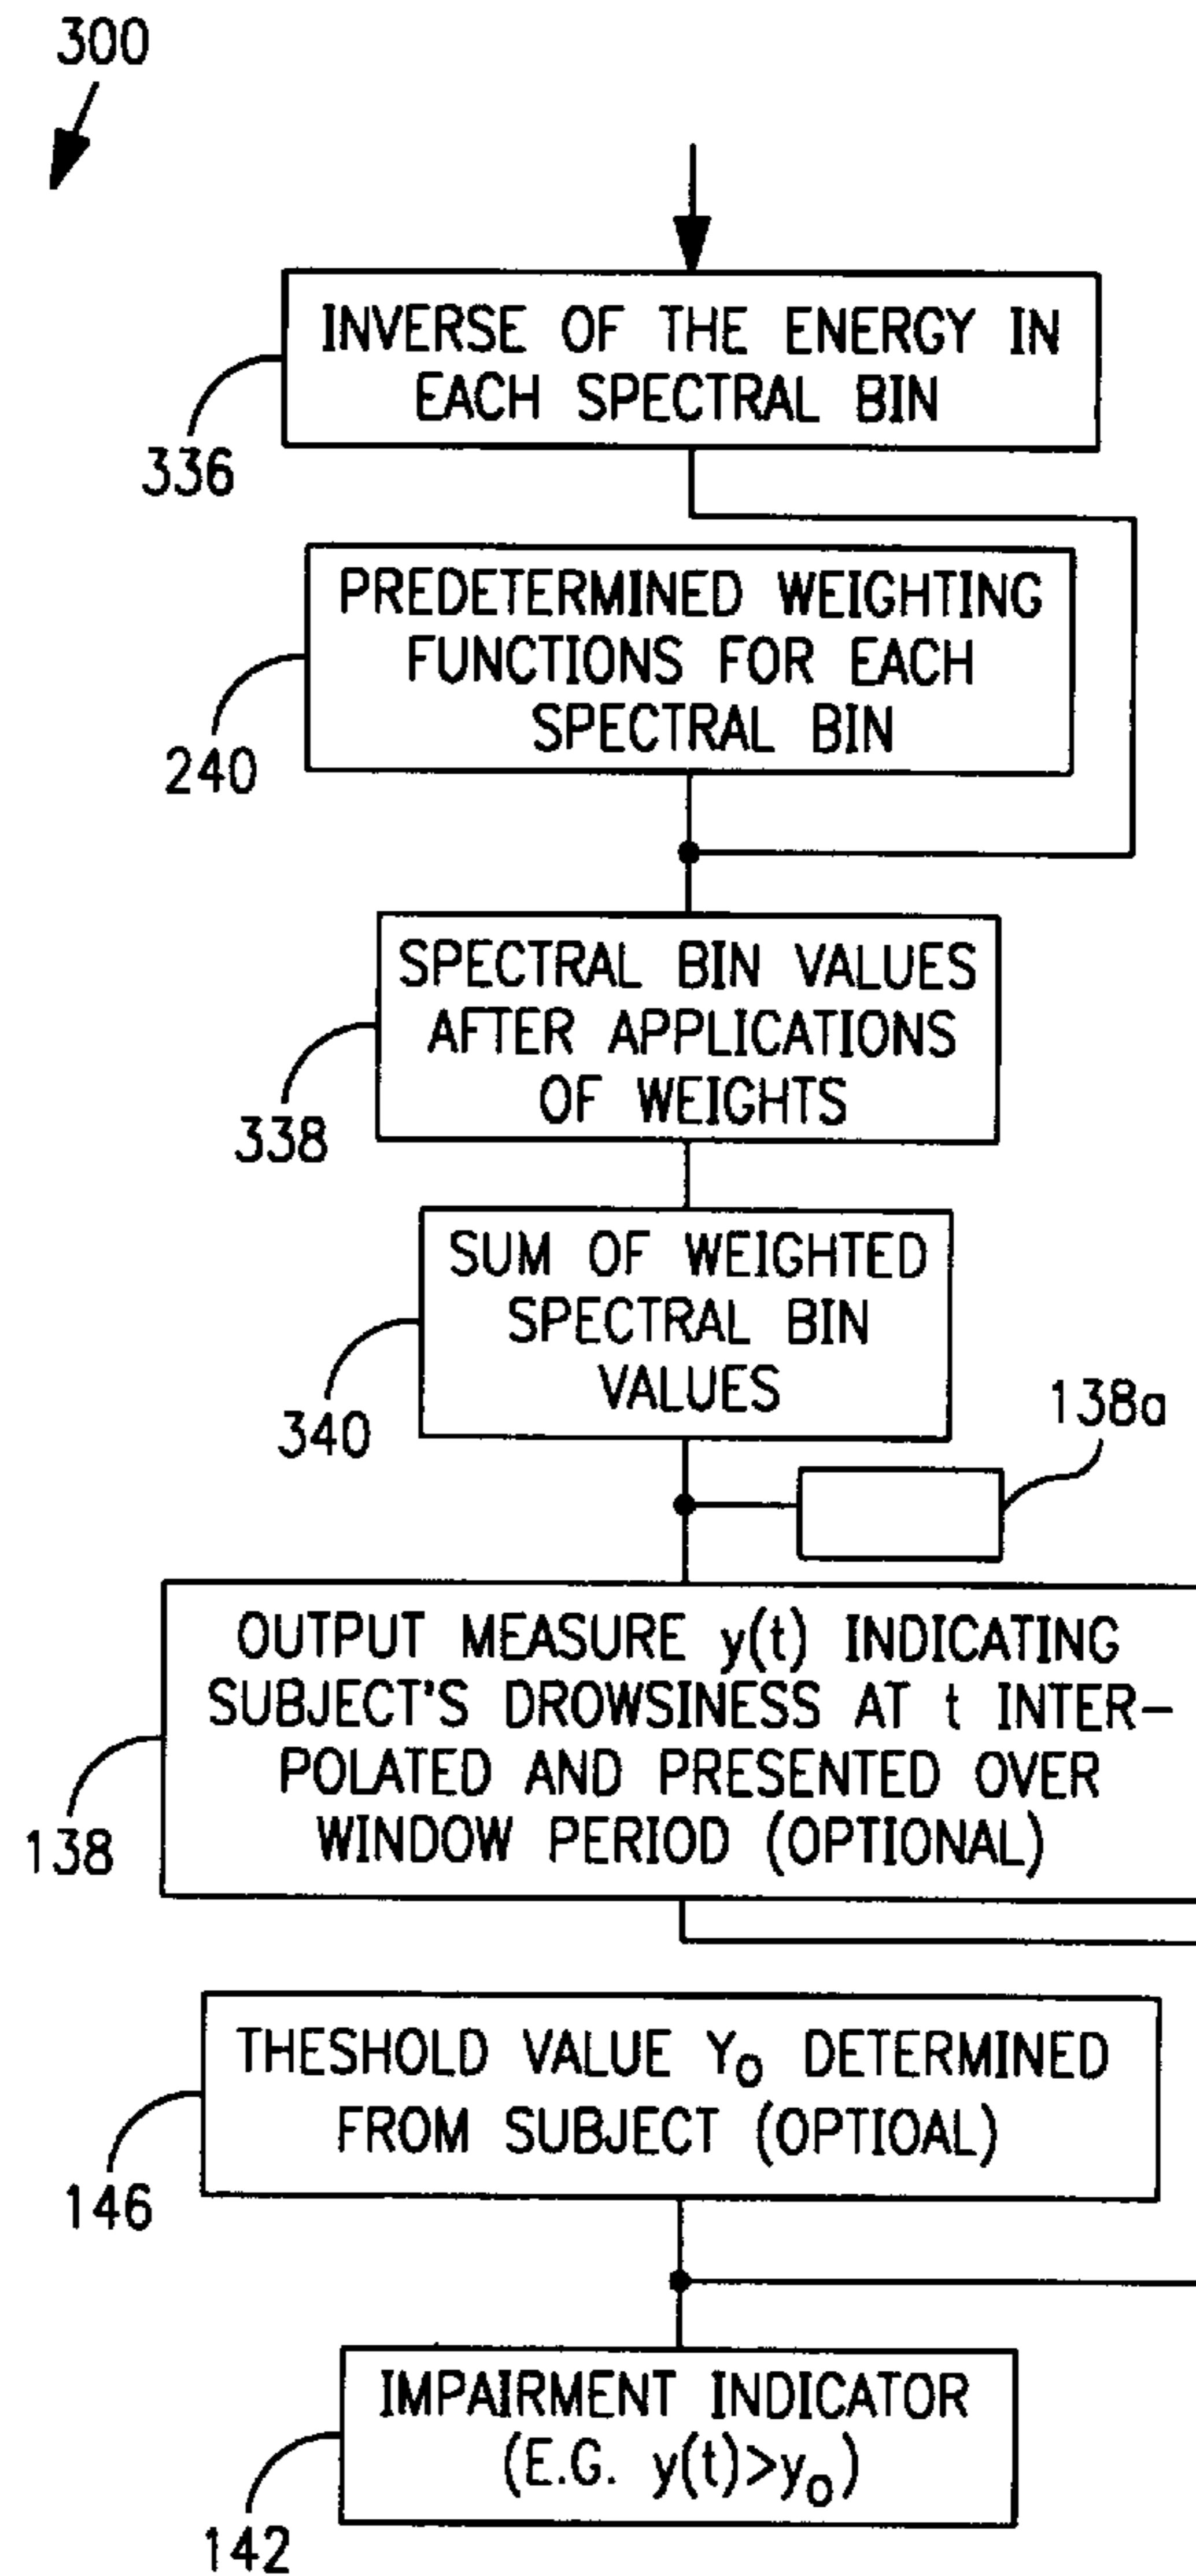 300
INVERSE OF THE ENERGY IN
EACH SPECTRAL BIN
336
PREDETERMINED WEIGHTING
FUNCTIONS FOR EACH
SPECTRAL BIN
240
SPECTRAL BIN VALUES
AFTER APPLICATIONS
OF WEIGHTS
338
SUM OF WEIGHTED
SPECTRAL BIN
VALUES
340
138a
OUTPUT MEASURE y(t) INDICATING
SUBJECT'S DROWSINESS AT t INTER-
POLATED AND PRESENTED OVER
WINDOW PERIOD (OPTIONAL)
138
THESHOLD VALUE Y₀ DETERMINED
FROM SUBJECT (OPTIOAL)
146
IMPAIRMENT INDICATOR
(E.G. y(t)>y₀)
142